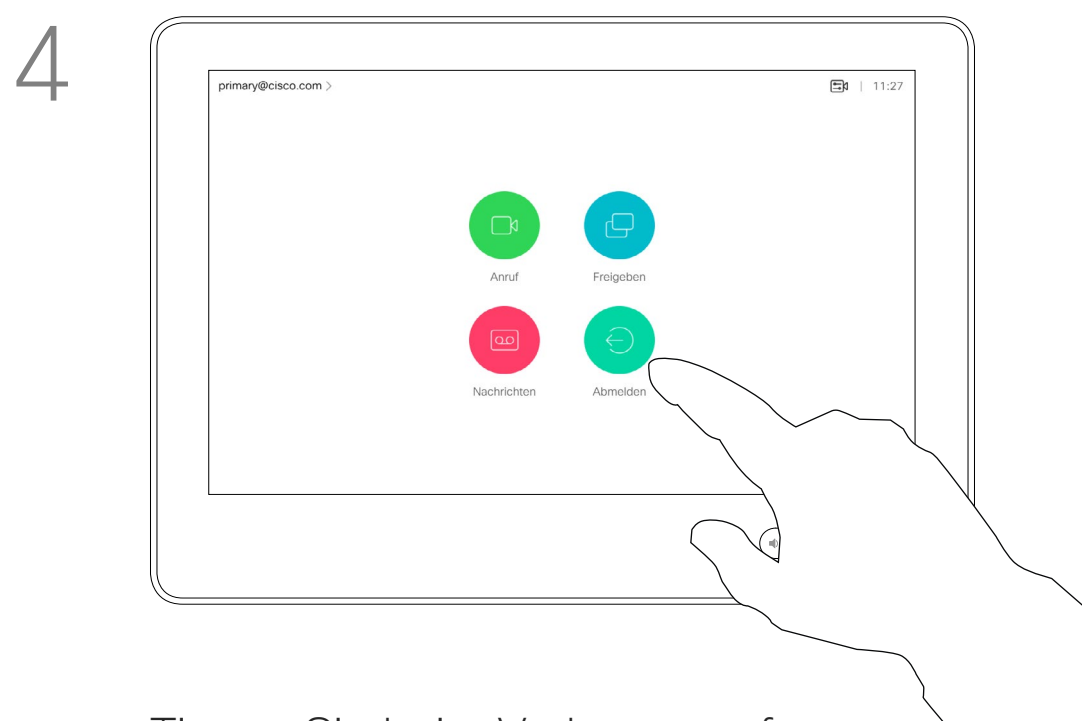 4
primary@cisco.com >
11:27
Anruf
Freigeben
Nachrichten
Abmelden